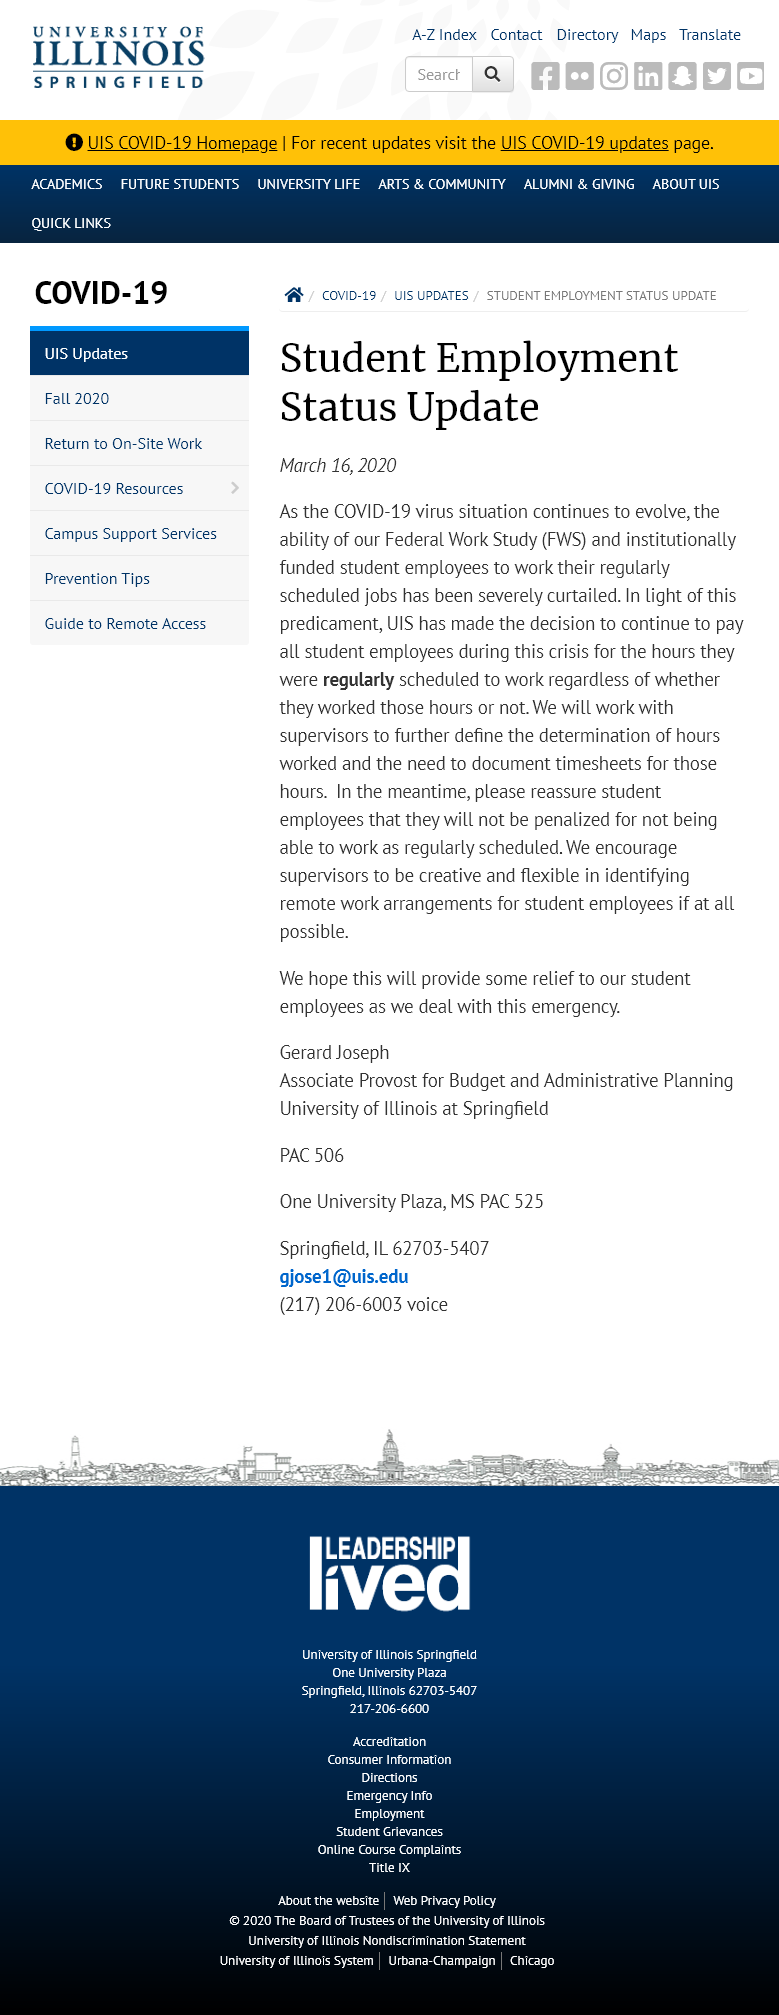 UNIVERSITY OF
ILLINOIS
SPRINGFIELD
A-Z Index Contact Directory Maps Translate
Search
UIS COVID-19 Homepage | For recent updates visit the UIS COVID-19 updates page.
ACADEMICS FUTURE STUDENTS UNIVERSITY LIFE ARTS & COMMUNITY ALUMNI & GIVING ABOUT UIS
QUICK LINKS
COVID-19
UIS Updates
Fall 2020
Return to On-Site Work
COVID-19 Resources
Campus Support Services
Prevention Tips
Guide to Remote Access
/ COVID-19 / UIS UPDATES / STUDENT EMPLOYMENT STATUS UPDATE
Student Employment
Status Update
March 16, 2020
As the COVID-19 virus situation continues to evolve, the
ability of our Federal Work Study (FWS) and institutionally
funded student employees to work their regularly
scheduled jobs has been severely curtailed. In light of this
predicament, UIS has made the decision to continue to pay
all student employees during this crisis for the hours they
were regularly scheduled to work regardless of whether
they worked those hours or not. We will work with
supervisors to further define the determination of hours
worked and the need to document timesheets for those
hours.  In the meantime, please reassure student
employees that they will not be penalized for not being
able to work as regularly scheduled. We encourage
supervisors to be creative and flexible in identifying
remote work arrangements for student employees if at all
possible.
We hope this will provide some relief to our student
employees as we deal with this emergency.
Gerard Joseph
Associate Provost for Budget and Administrative Planning
University of Illinois at Springfield
PAC 506
One University Plaza, MS PAC 525
Springfield, IL 62703-5407
gjose1@uis.edu
(217) 206-6003 voice
LEADERSHIP
lived
University of Illinois Springfield
One University Plaza
Springfield, Illinois 62703-5407
217-206-6600
Accreditation
Consumer Information
Directions
Emergency Info
Employment
Student Grievances
Online Course Complaints
Title IX
About the website | Web Privacy Policy
© 2020 The Board of Trustees of the University of Illinois
University of Illinois Nondiscrimination Statement
University of Illinois System | Urbana-Champaign | Chicago